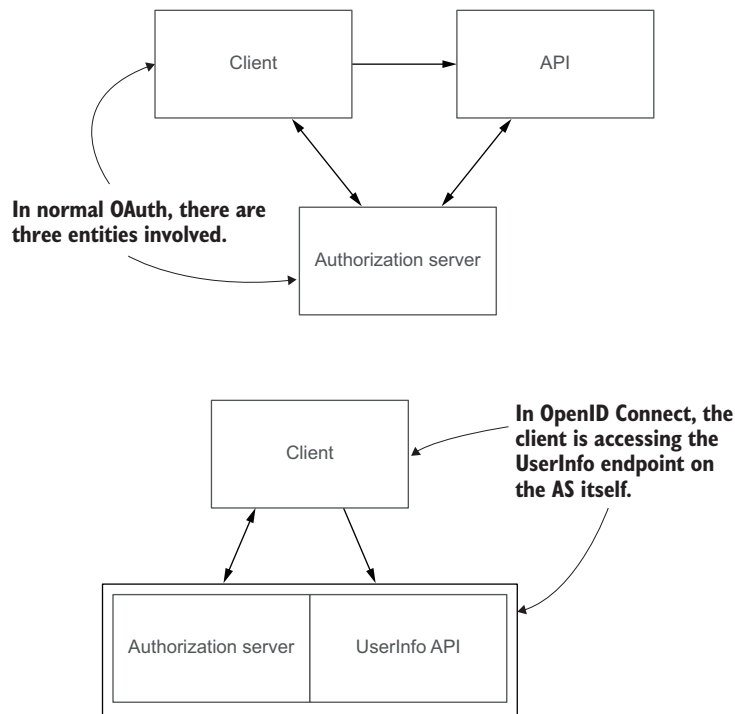 Client
API
In normal OAuth, there are
three entities involved.
Authorization server
In OpenID Connect, the
client is accessing the
UserInfo endpoint on
the AS itself.
Client
Authorization server
UserInfo API